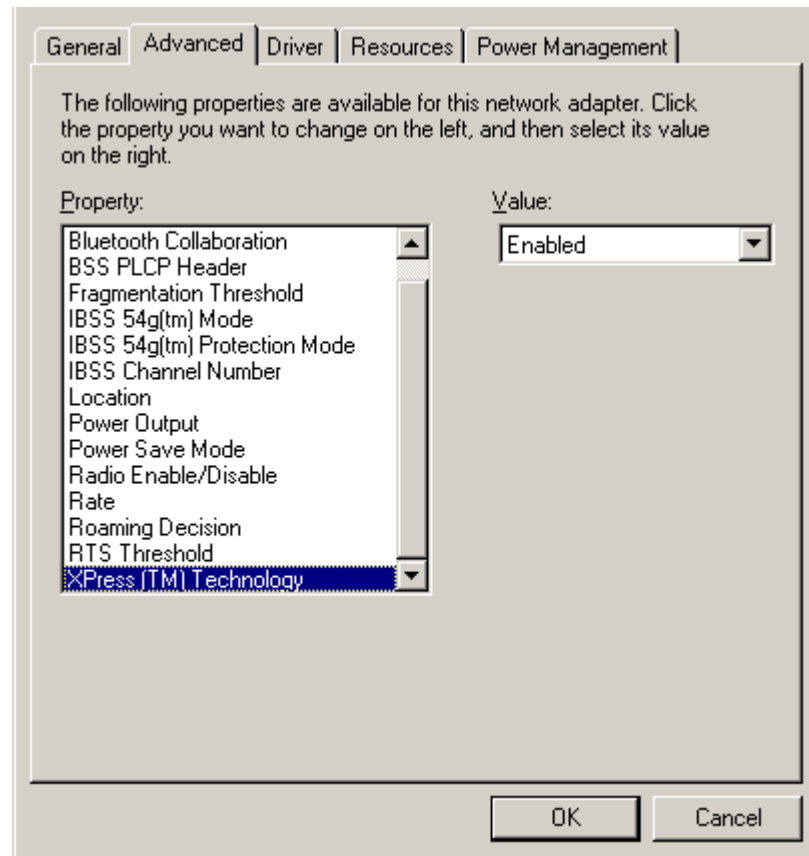 General Advanced Driver Resources Power Management
The following properties are available for this network adapter. Click
the property you want to change on the left, and then select its value
on the right.
Property:
Value:
Bluetooth Collaboration
BSS PLCP Header
Fragmentation Threshold
IBSS 54g(tm) Mode
IBSS 54g(tm) Protection Mode
IBSS Channel Number
Location
Power Output
Power Save Mode
Radio Enable/Disable
Rate
Roaming Decision
RTS Threshold
XPress (TM) Technology
Enabled
OK Cancel